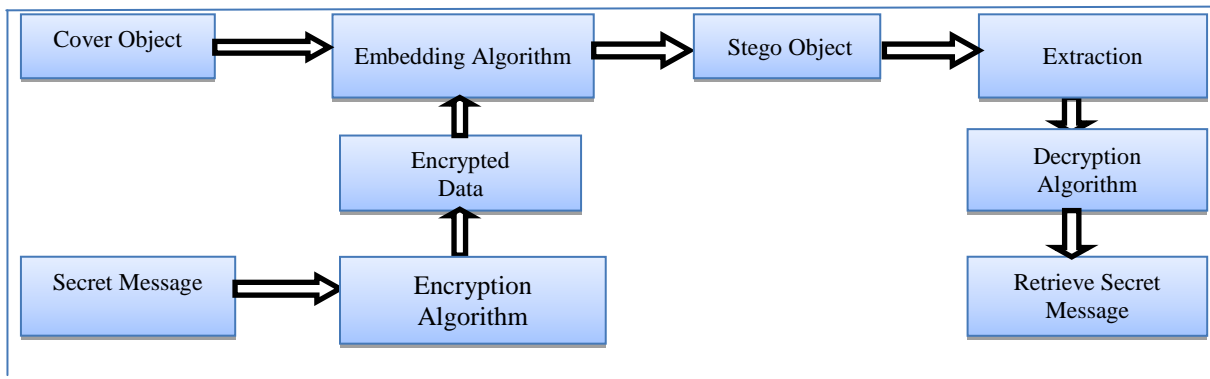 Cover Object
Embedding Algorithm
Stego Object
Extraction
Encrypted
Data
Decryption
Algorithm
Secret Message
Encryption
Algorithm
Retrieve Secret
Message